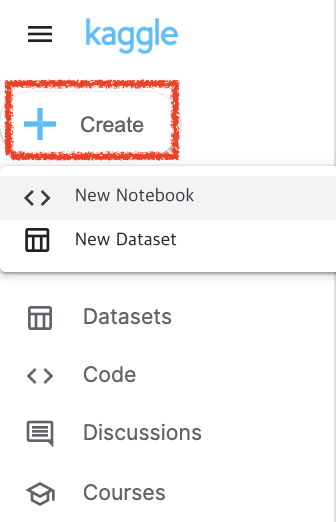 kaggle
Create
New Notebook
New Dataset
Datasets
Code
Discussions
Courses